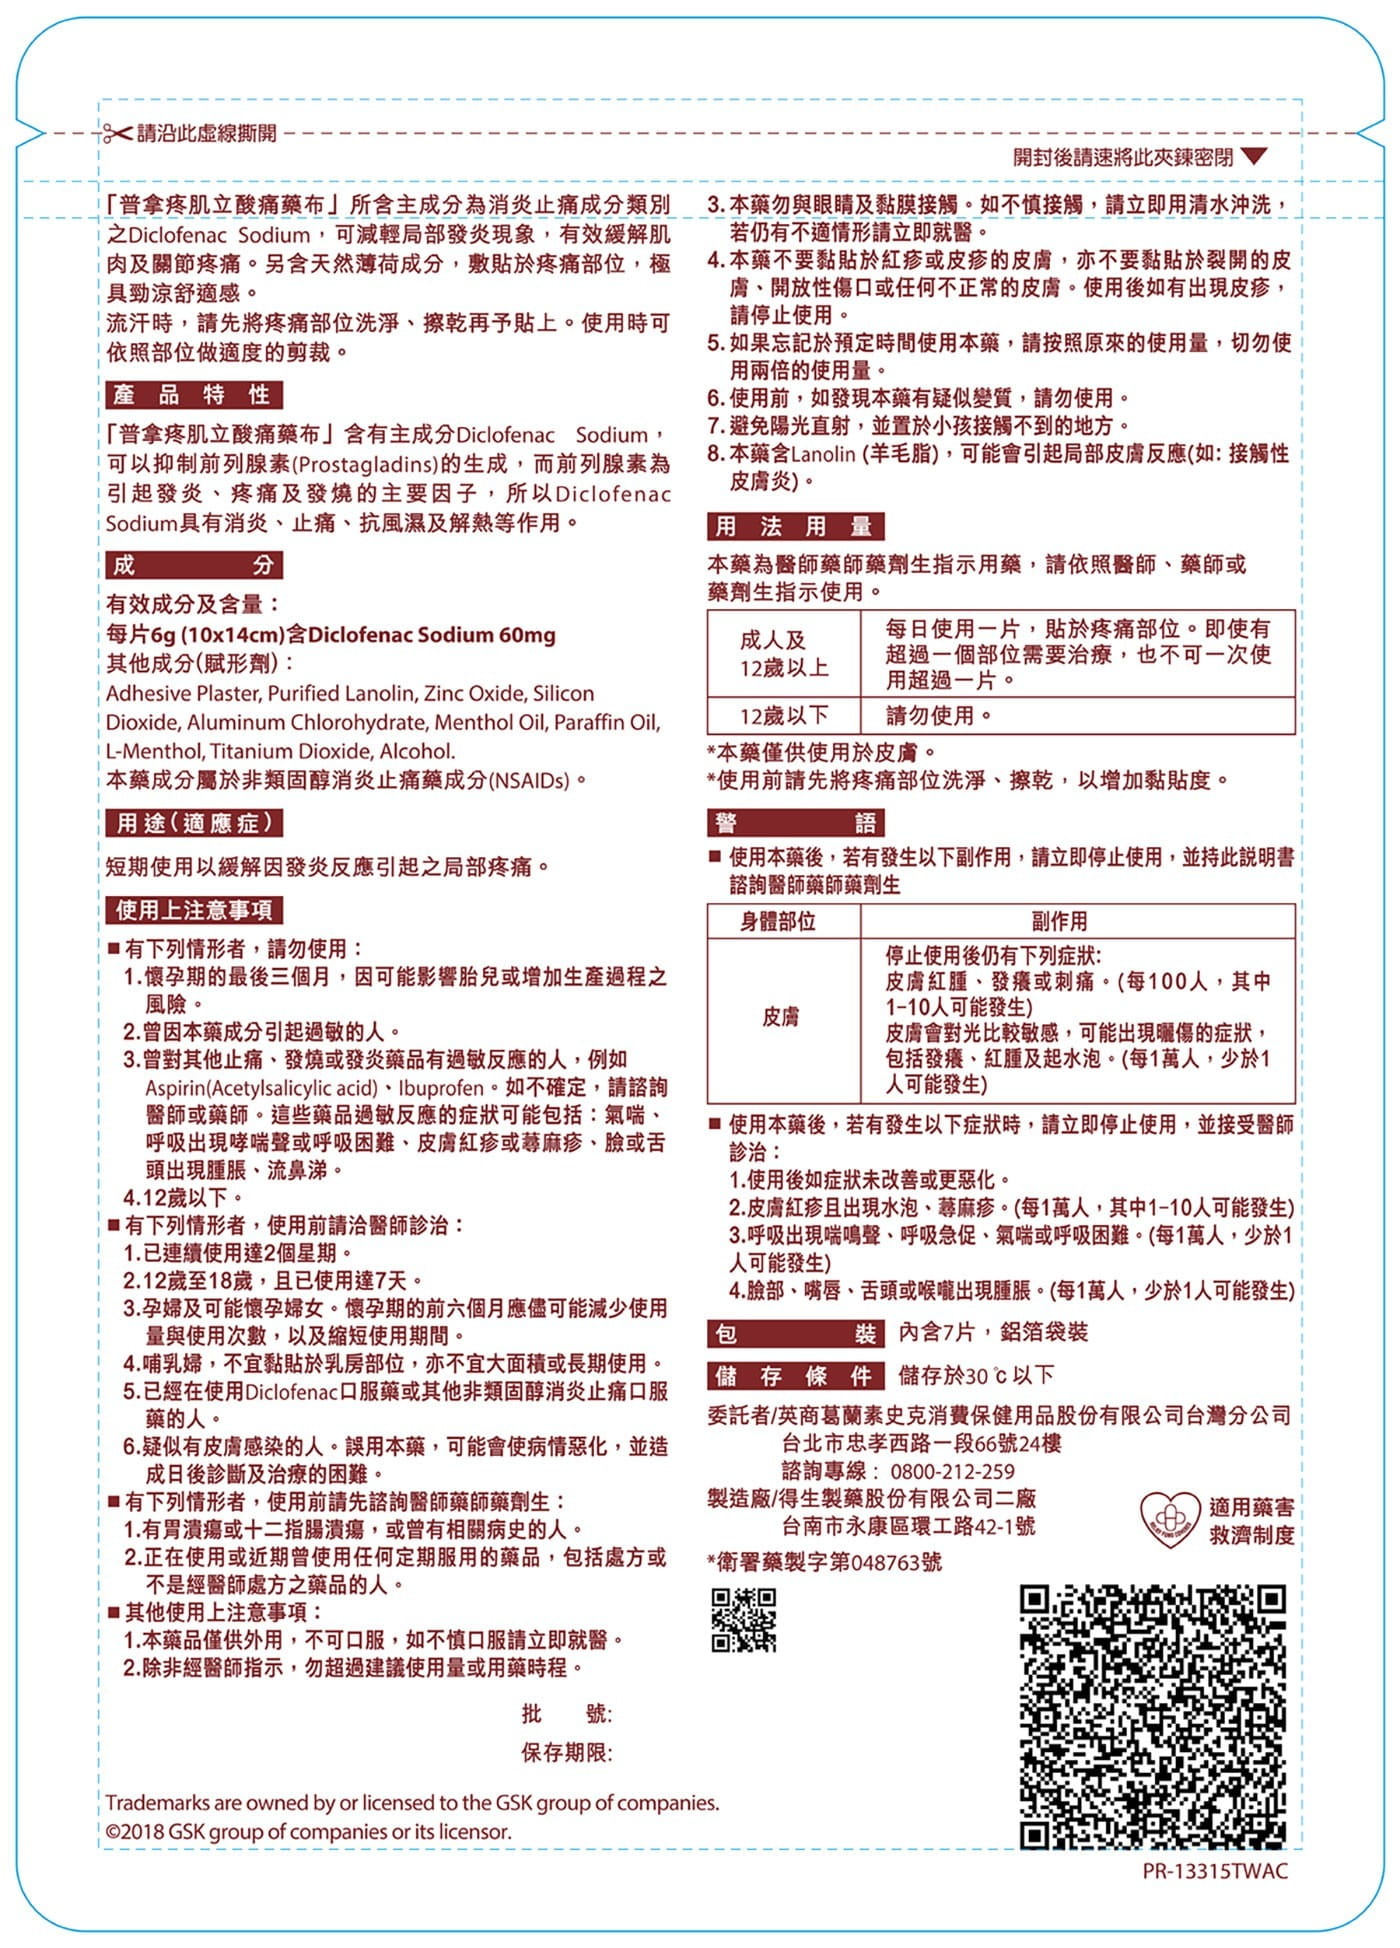 請沿此虛線撕開
開封後請速將此夾鍊密閉
「普拿疼肌立酸痛藥布」所含主成分為消炎止痛成分類別
之Diclofenac Sodium，可減輕局部發炎現象，有效緩解肌
肉及關節疼痛。另含天然薄荷成分，敷貼於疼痛部位，極
具勁涼舒適感。
流汗時，請先將疼痛部位洗淨、擦乾再予貼上。使用時可
依照部位做適度的剪裁。
產品特性
「普拿疼肌立酸痛藥布」含有主成分Diclofenac Sodium，
可以抑制前列腺素(Prostagladins)的生成，而前列腺素為
引起發炎、疼痛及發燒的主要因子，所以Diclofenac
Sodium具有消炎、止痛、抗風濕及解熱等作用。
成分
有效成分及含量：
每片6g (10x14cm)含Diclofenac Sodium 60mg
其他成分(賦形劑)：
Adhesive Plaster, Purified Lanolin, Zinc Oxide, Silicon
Dioxide, Aluminum Chlorohydrate, Menthol Oil, Paraffin Oil,
L-Menthol, Titanium Dioxide, Alcohol.
本藥成分屬於非類固醇消炎止痛藥成分(NSAIDs)。
用途(適應症)
短期使用以緩解因發炎反應引起之局部疼痛。
使用上注意事項
■ 有下列情形者，請勿使用：
1.懷孕期的最後三個月，因可能影響胎兒或增加生產過程之
風險。
2.曾因本藥成分引起過敏的人。
3.曾對其他止痛、發燒或發炎藥品有過敏反應的人，例如
Aspirin(Acetylsalicylic acid)、Ibuprofen。如不確定，請諮詢
醫師或藥師。這些藥品過敏反應的症狀可能包括：氣喘、
呼吸出現哮喘聲或呼吸困難、皮膚紅疹或蕁麻疹、臉或舌
頭出現腫脹、流鼻涕。
4.12歲以下。
■ 有下列情形者，使用前請洽醫師診治：
1.已連續使用達2個星期。
2.12歲至18歲，且已使用達7天。
3.孕婦及可能懷孕婦女。懷孕期的前六個月應儘可能減少使用
量與使用次數，以及縮短使用期間。
4.哺乳婦，不宜黏貼於乳房部位，亦不宜大面積或長期使用。
5.已經在使用Diclofenac口服藥或其他非類固醇消炎止痛口服
藥的人。
6.疑似有皮膚感染的人。誤用本藥，可能會使病情惡化，並造
成日後診斷及治療的困難。
■ 有下列情形者，使用前請先諮詢醫師藥師藥劑生：
1.有胃潰瘍或十二指腸潰瘍，或曾有相關病史的人。
2.正在使用或近期曾使用任何定期服用的藥品，包括處方或
不是經醫師處方之藥品的人。
■ 其他使用上注意事項：
1.本藥品僅供外用，不可口服，如不慎口服請立即就醫。
2.除非經醫師指示，勿超過建議使用量或用藥時程。
批號:
保存期限:
Trademarks are owned by or licensed to the GSK group of companies.
©2018 GSK group of companies or its licensor.
3.本藥勿與眼睛及黏膜接觸。如不慎接觸，請立即用清水沖洗，
若仍有不適情形請立即就醫。
4.本藥不要黏貼於紅疹或皮疹的皮膚，亦不要黏貼於裂開的皮
膚、開放性傷口或任何不正常的皮膚。使用後如有出現皮疹，
請停止使用。
5.如果忘記於預定時間使用本藥，請按照原來的使用量，切勿使
用兩倍的使用量。
6.使用前，如發現本藥有疑似變質，請勿使用。
7.避免陽光直射，並置於小孩接觸不到的地方。
8.本藥含Lanolin (羊毛脂)，可能會引起局部皮膚反應(如: 接觸性
皮膚炎)。
用法用量
本藥為醫師藥師藥劑生指示用藥，請依照醫師、藥師或
藥劑生指示使用。
成人及
12歲以上
每日使用一片，貼於疼痛部位。即使有
超過一個部位需要治療，也不可一次使
用超過一片。
12歲以下 請勿使用。
*本藥僅供使用於皮膚。
*使用前請先將疼痛部位洗淨、擦乾，以增加黏貼度。
警語
■ 使用本藥後，若有發生以下副作用，請立即停止使用，並持此說明書
諮詢醫師藥師藥劑生
身體部位 副作用
皮膚
停止使用後仍有下列症狀:
皮膚紅腫、發癢或刺痛。(每100人，其中
1-10人可能發生)
皮膚會對光比較敏感，可能出現曬傷的症狀，
包括發癢、紅腫及起水泡。(每1萬人，少於1
人可能發生)
■ 使用本藥後，若有發生以下症狀時，請立即停止使用，並接受醫師
診治：
1.使用後如症狀未改善或更惡化。
2.皮膚紅疹且出現水泡、蕁麻疹。(每1萬人，其中1-10人可能發生)
3.呼吸出現喘鳴聲、呼吸急促、氣喘或呼吸困難。(每1萬人，少於1
人可能發生)
4.臉部、嘴唇、舌頭或喉嚨出現腫脹。(每1萬人，少於1人可能發生)
包裝 內含7片，鋁箔袋裝
儲存條件 儲存於30℃以下
委託者/英商葛蘭素史克消費保健用品股份有限公司台灣分公司
台北市忠孝西路一段66號24樓
諮詢專線： 0800-212-259
製造廠/得生製藥股份有限公司二廠
台南市永康區環工路42-1號
*衛署藥製字第048763號
RELIEF FUND COVERED
適用藥害
救濟制度
PR-13315TWAC